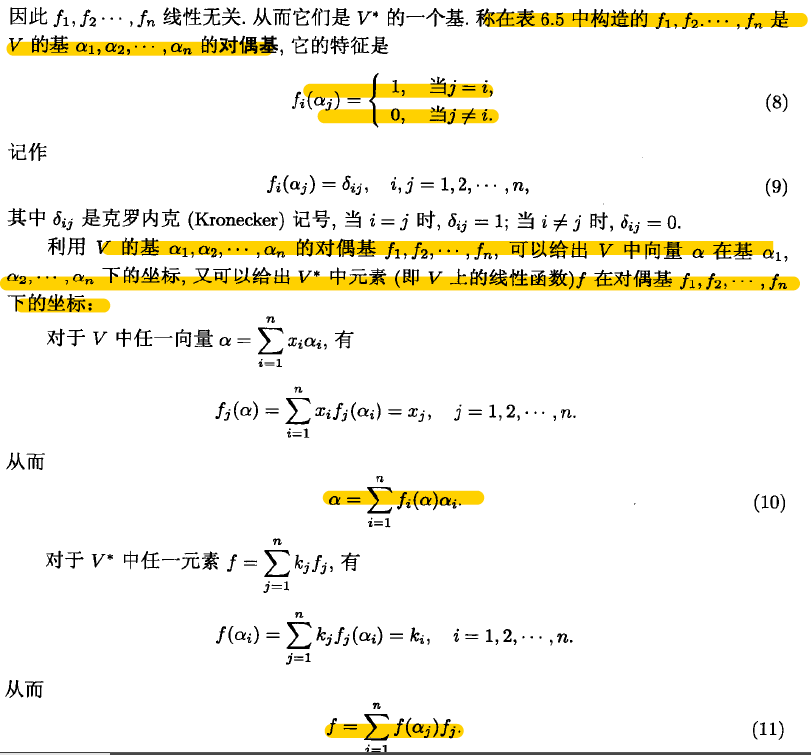 因此 $f_1, f_2 \cdots, f_n$ 线性无关. 从而它们是 $V^*$ 的一个基. 称在表 6.5 中构造的 $f_1, f_2. \cdots, f_n$ 是
$V$ 的基 $\alpha_1, \alpha_2, \cdots, \alpha_n$ 的对偶基, 它的特征是
$$f_i(\alpha_j) = \begin{cases} 1, & \text{当} j = i, \\ 0, & \text{当} j \neq i. \end{cases} \quad (8)$$
记作
$$f_i(\alpha_j) = \delta_{ij}, \quad i, j = 1, 2, \cdots, n, \quad (9)$$
其中 $\delta_{ij}$ 是克罗内克 (Kronecker) 记号, 当 $i = j$ 时, $\delta_{ij} = 1$; 当 $i \neq j$ 时, $\delta_{ij} = 0$.
利用 $V$ 的基 $\alpha_1, \alpha_2, \cdots, \alpha_n$ 的对偶基 $f_1, f_2, \cdots, f_n$, 可以给出 $V$ 中向量 $\alpha$ 在基 $\alpha_1,$
$\alpha_2, \cdots, \alpha_n$ 下的坐标, 又可以给出 $V^*$ 中元素 (即 $V$ 上的线性函数)$f$ 在对偶基 $f_1, f_2, \cdots, f_n$
下的坐标：
对于 $V$ 中任一向量 $\alpha = \sum_{i=1}^{n} x_i \alpha_i$, 有
$$f_j(\alpha) = \sum_{i=1}^{n} x_i f_j(\alpha_i) = x_j, \quad j = 1, 2, \cdots, n.$$
从而
$$\alpha = \sum_{i=1}^{n} f_i(\alpha) \alpha_i. \quad (10)$$
对于 $V^*$ 中任一元素 $f = \sum_{j=1}^{n} k_j f_j$, 有
$$f(\alpha_i) = \sum_{j=1}^{n} k_j f_j(\alpha_i) = k_i, \quad i = 1, 2, \cdots, n.$$
从而
$$f = \sum_{j=1}^{n} f(\alpha_j) f_j. \quad (11)$$